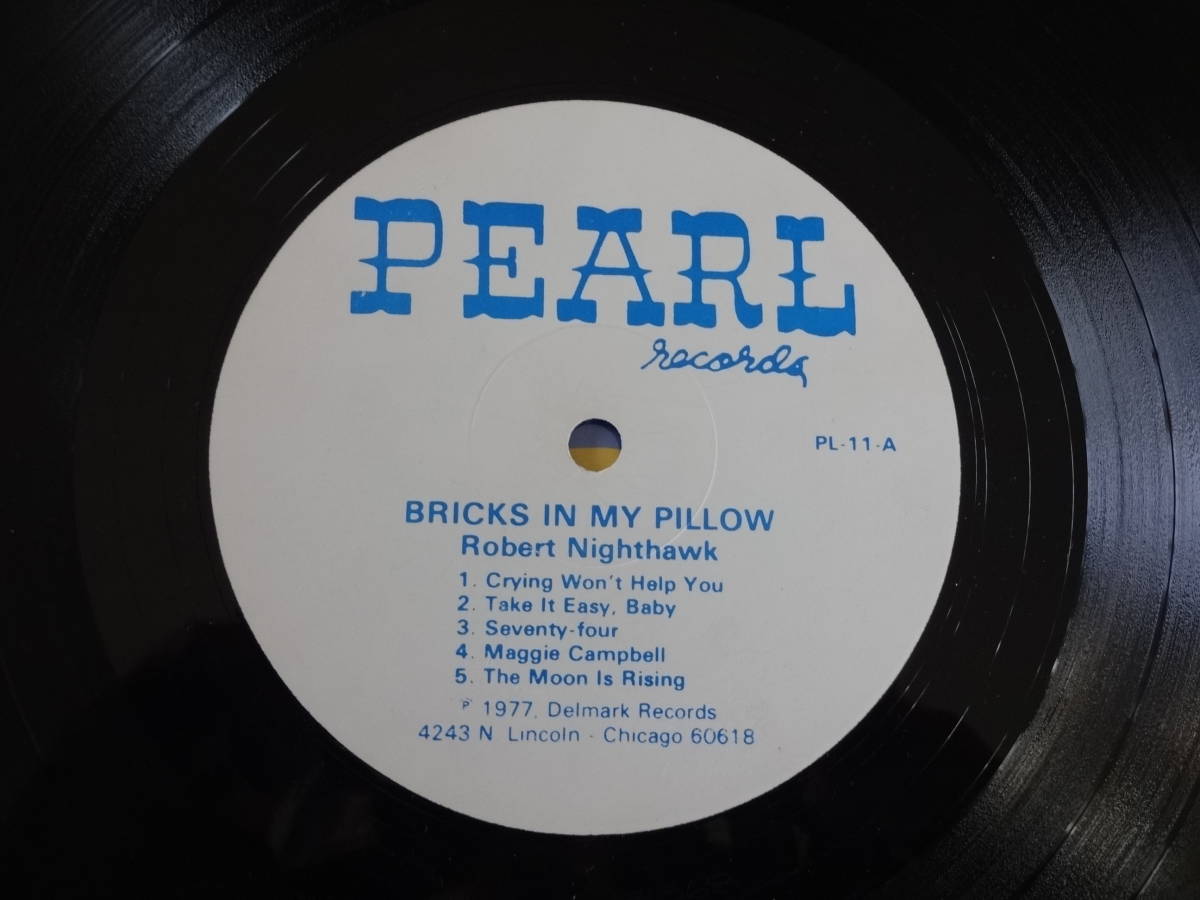 PEARL
records
PL-11-A
BRICKS IN MY PILLOW
Robert Nighthawk
1. Crying Won't Help You
2. Take It Easy, Baby
3. Seventy-four
4. Maggie Campbell
5. The Moon Is Rising
℗ 1977, Delmark Records
4243 N Lincoln - Chicago 60618